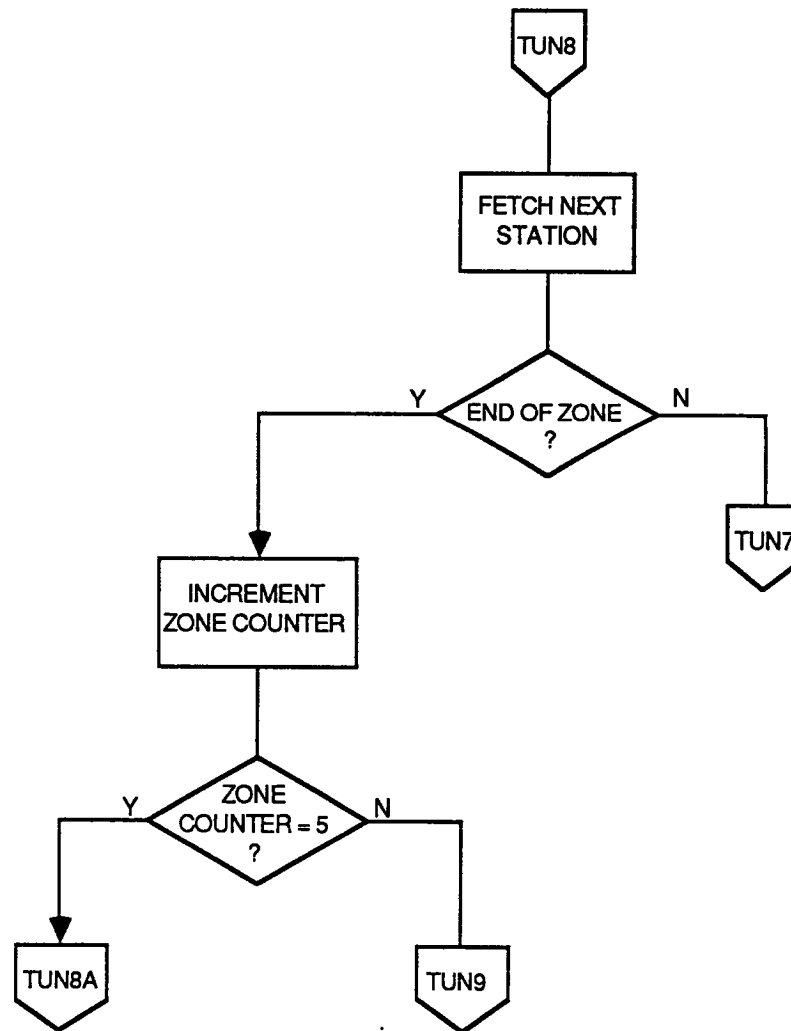 TUN8
FETCH NEXT
STATION
Y
END OF ZONE
?
N
TUN7
INCREMENT
ZONE COUNTER
Y
ZONE
COUNTER = 5
?
N
TUN8A
TUN9